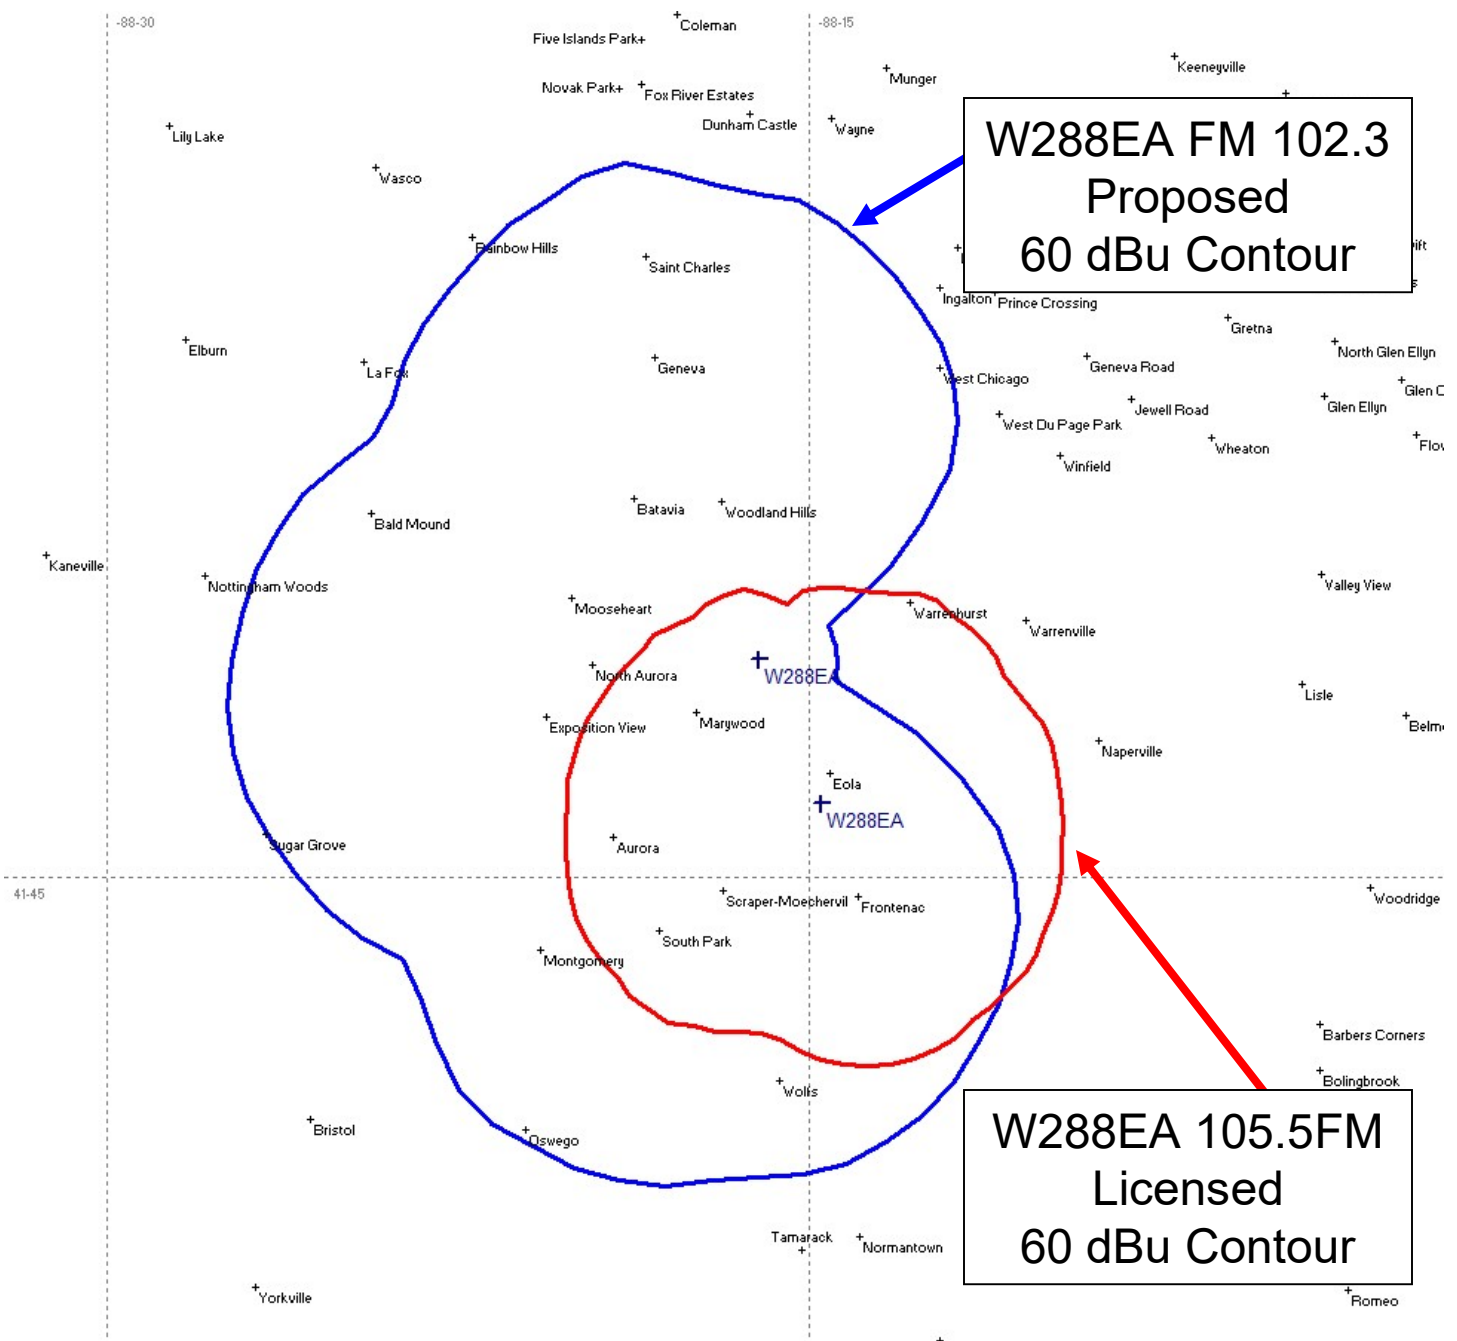 -88-30
-88-15
Coleman
Five Islands Park
Keeneyville
Munger
Novak Park
Fox River Estates
Dunham Castle
Wayne
Lily Lake
Wasco
W288EA FM 102.3
Proposed
60 dBu Contour
Rainbow Hills
Saint Charles
Ingalton
Prince Crossing
Gretna
Elburn
North Glen Ellyn
La Fox
Geneva
Geneva Road
West Chicago
Glen
Jewell Road
Glen Ellyn
West Du Page Park
Wheaton
Winfield
Batavia
Woodland Hills
Bald Mound
Kaneville
Nottingham Woods
Valley View
Mooseheart
Warrenhurst
Warrenville
North Aurora
W288EA
Lisle
Exposition View
Marywood
Naperville
Eola
W288EA
Sugar Grove
Aurora
41-45
Scraper-Moechervil
Frontenac
Woodridge
South Park
Montgomery
Barbers Corners
Bolingbrook
Wolfs
Bristol
Oswego
W288EA 105.5FM
Licensed
60 dBu Contour
Tamarack
Normantown
Yorkville
Romeo